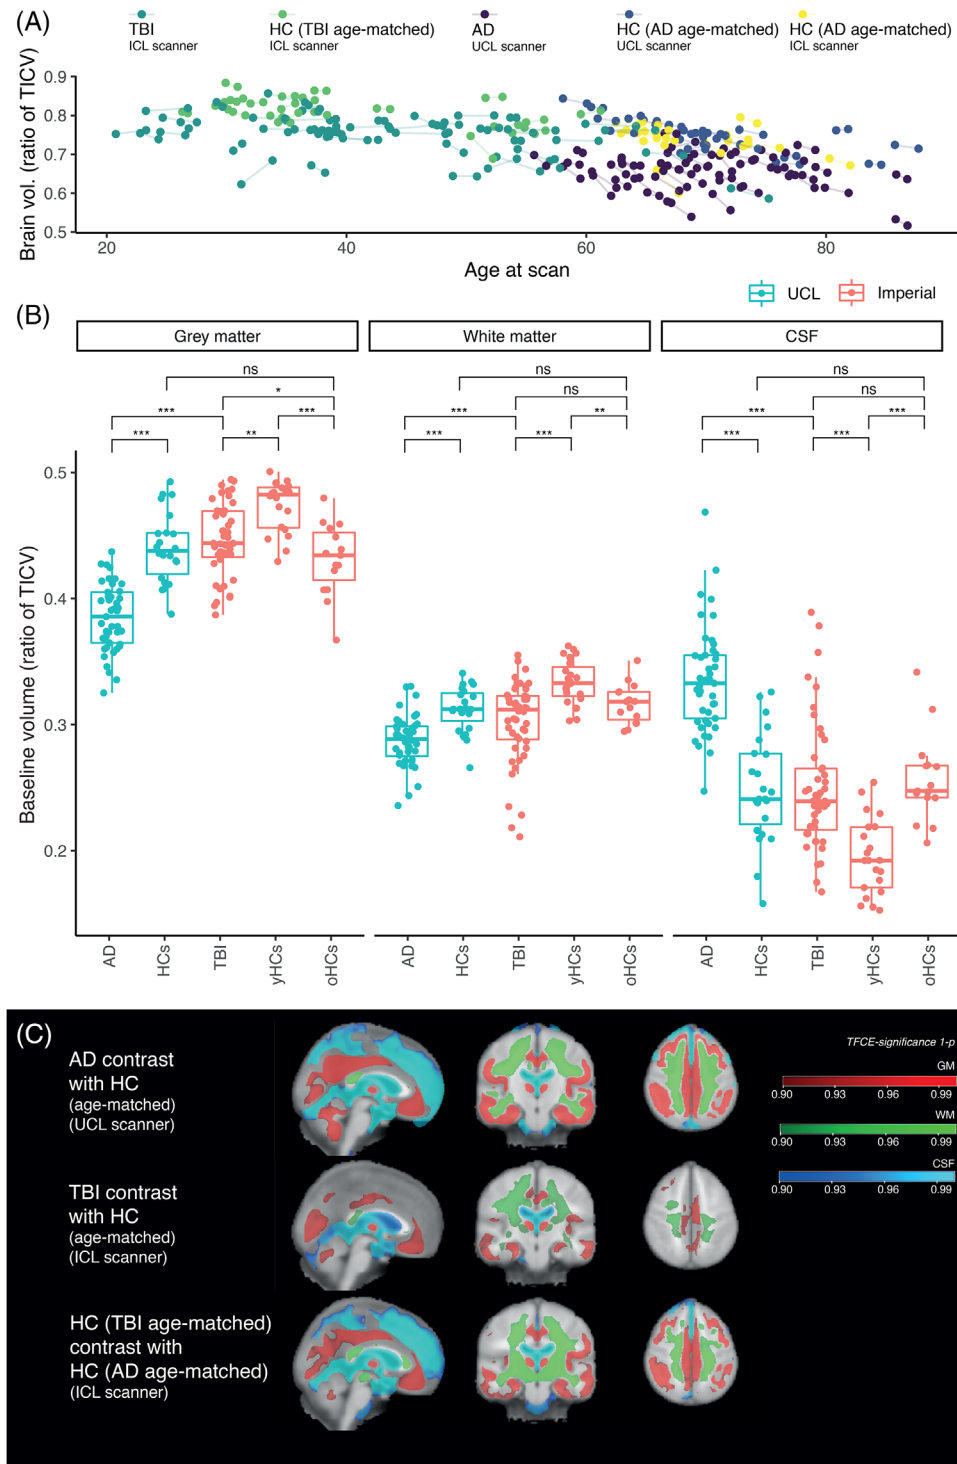 (A)
TBI
ICL scanner
HC (TBI age-matched)
ICL scanner
AD
UCL scanner
HC (AD age-matched)
UCL scanner
HC (AD age-matched)
ICL scanner
Brain vol. (ratio of TICV)
0.9
0.8
0.7
0.6
0.5
20 40 60 80
Age at scan
(B)
UCL Imperial
Grey matter White matter CSF
ns ns ns
* ns ns
*** *** *** ** *** ***
*** ** *** *** *** ***
Baseline volume (ratio of TICV)
0.5
0.4
0.3
0.2
AD HCs TBI yHCs oHCs AD HCs TBI yHCs oHCs AD HCs TBI yHCs oHCs
(C)
AD contrast
with HC
(age-matched)
(UCL scanner)
TBI contrast
with HC
(age-matched)
(ICL scanner)
HC (TBI age-matched)
contrast with
HC (AD age-matched)
(ICL scanner)
TFCE-significance 1-p
GM
0.90 0.93 0.96 0.99
WM
0.90 0.93 0.96 0.99
CSF
0.90 0.93 0.96 0.99